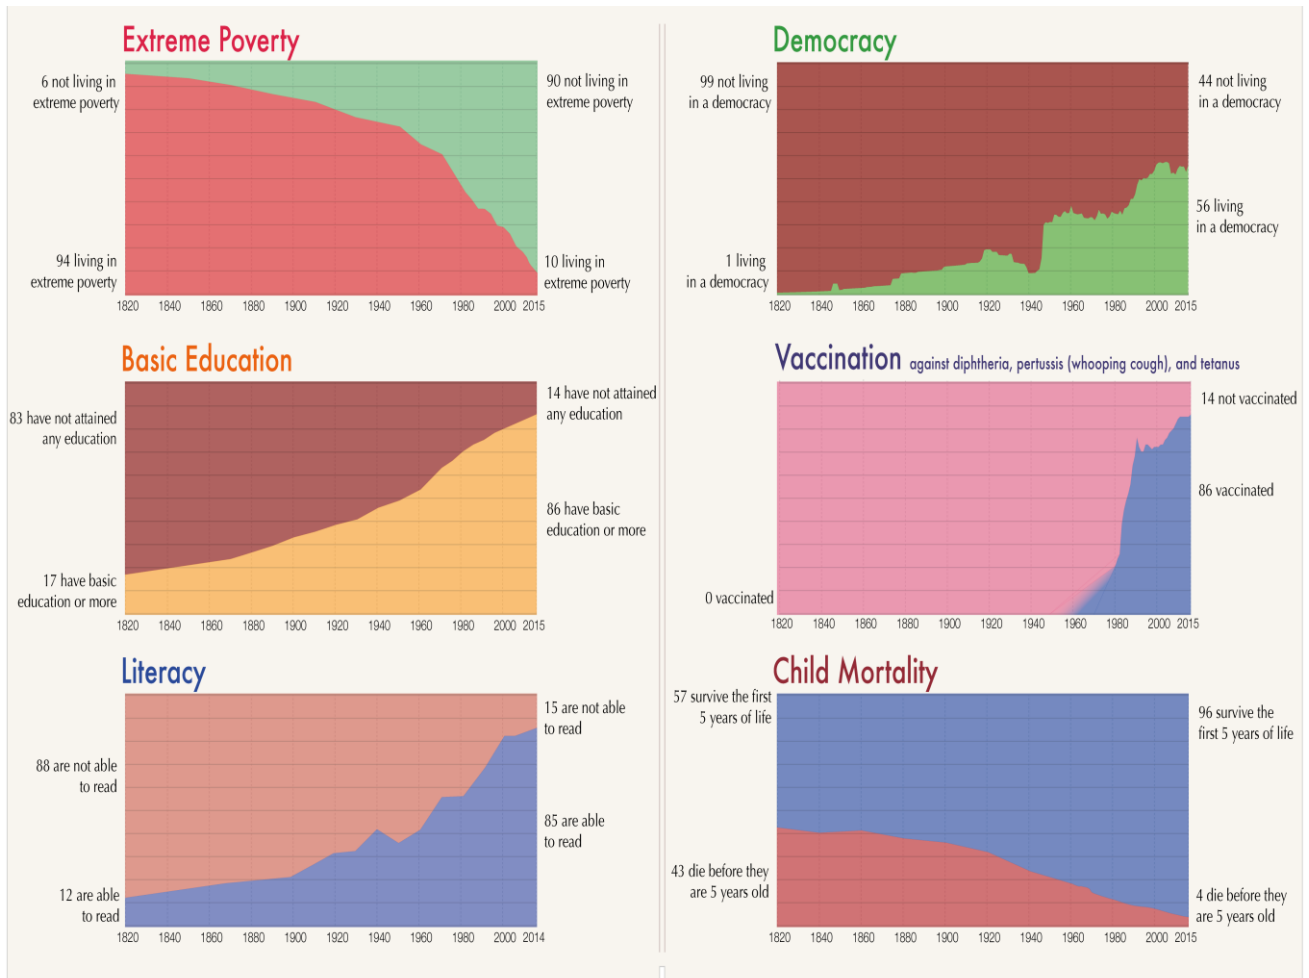 Extreme Poverty
6 not living in
extreme poverty
94 living in
extreme poverty
90 not living in
extreme poverty
10 living in
extreme poverty
1820 1840 1860 1880 1900 1920 1940 1960 1980 2000 2015
Democracy
99 not living
in a democracy
1 living
in a democracy
44 not living
in a democracy
56 living
in a democracy
1820 1840 1860 1880 1900 1920 1940 1960 1980 2000 2015
Basic Education
83 have not attained
any education
17 have basic
education or more
14 have not attained
any education
86 have basic
education or more
1820 1840 1860 1880 1900 1920 1940 1960 1980 2000 2015
Vaccination against diphtheria, pertussis (whooping cough), and tetanus
0 vaccinated
14 not vaccinated
86 vaccinated
1820 1840 1860 1880 1900 1920 1940 1960 1980 2000 2015
Literacy
88 are not able
to read
12 are able
to read
15 are not able
to read
85 are able
to read
1820 1840 1860 1880 1900 1920 1940 1960 1980 2000 2014
Child Mortality
57 survive the first
5 years of life
43 die before they
are 5 years old
96 survive the
first 5 years of life
4 die before they
are 5 years old
1820 1840 1860 1880 1900 1920 1940 1960 1980 2000 2015